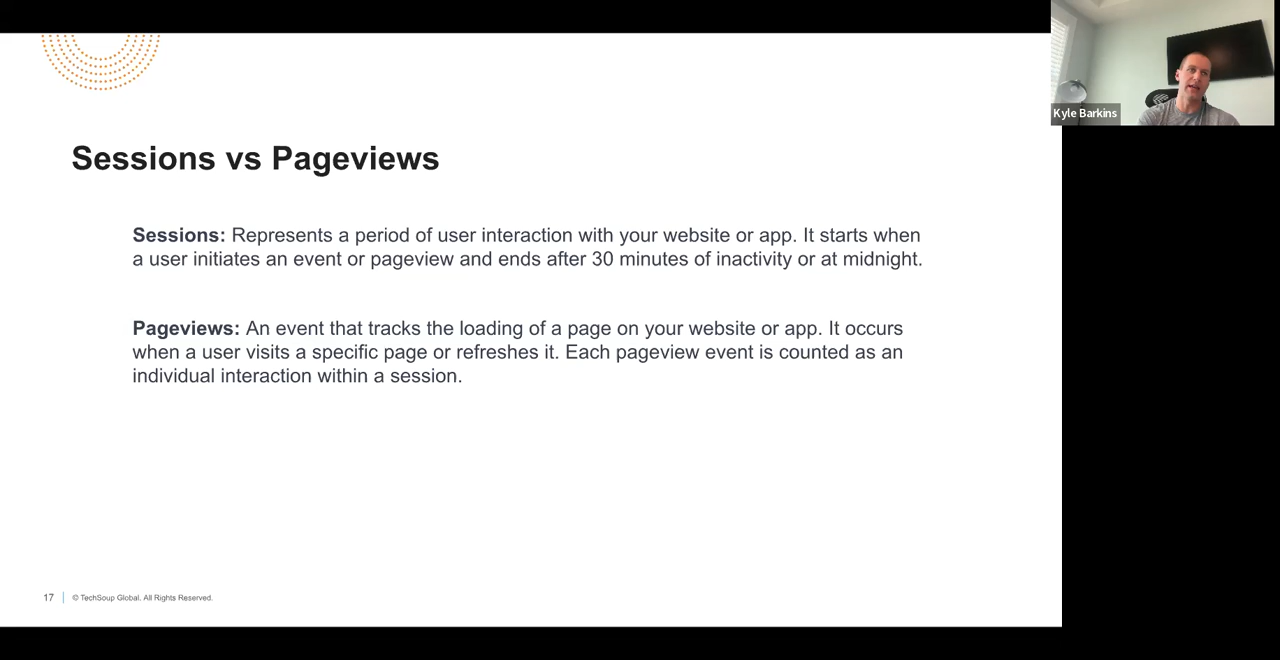 Kyle Barkins
Sessions vs Pageviews
Sessions: Represents a period of user interaction with your website or app. It starts when
a user initiates an event or pageview and ends after 30 minutes of inactivity or at midnight.
Pageviews: An event that tracks the loading of a page on your website or app. It occurs
when a user visits a specific page or refreshes it. Each pageview event is counted as an
individual interaction within a session.
17 | © TechSoup Global. All Rights Reserved.